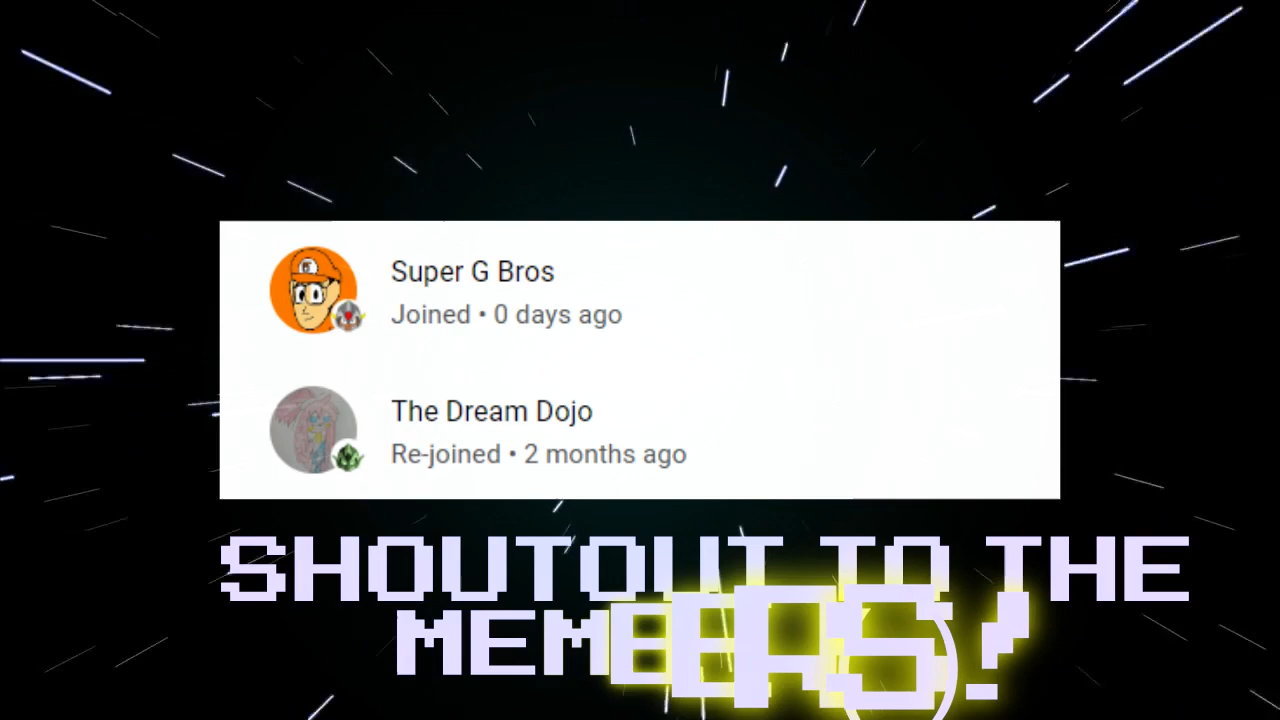 Super G Bros
Joined • 0 days ago
The Dream Dojo
Re-joined • 2 months ago
SHOUTOUT TO THE
MEMBERS!